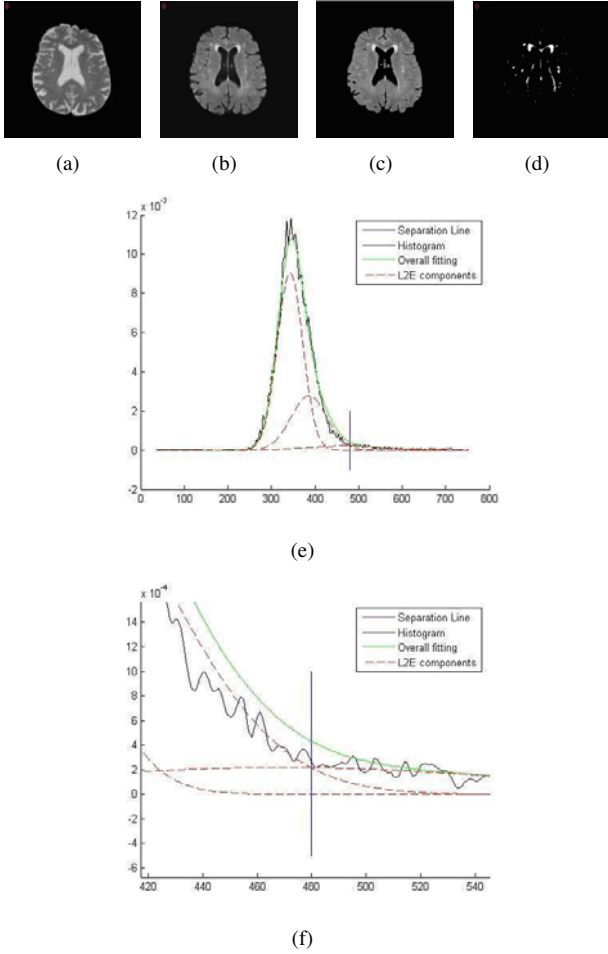 (a) (b) (c) (d)
x 10⁻³
12
10
8
6
4
2
0
-2
0 100 200 300 400 500 600 700 800
Separation Line
Histogram
Overall fitting
L2E components
(e)
x 10⁻⁴
14
12
10
8
6
4
2
0
-2
-4
-6
420 440 460 480 500 520 540
Separation Line
Histogram
Overall fitting
L2E components
(f)